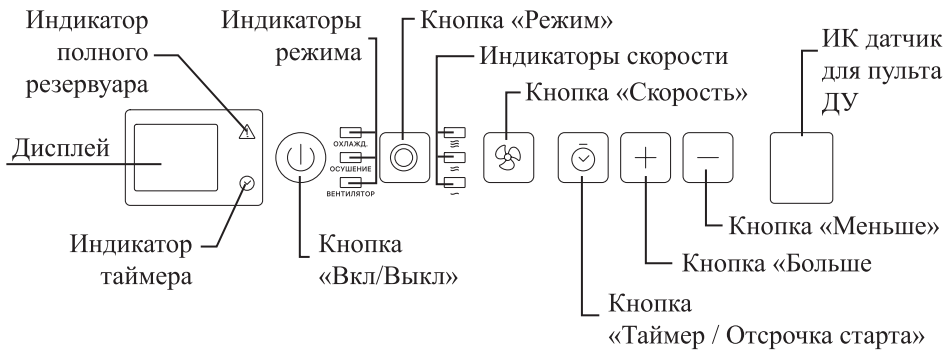 Индикатор
полного
резервуара
Индикаторы
режима
Кнопка «Режим»
Индикаторы скорости
Кнопка «Скорость»
ИК датчик
для пульта
ДУ
Дисплей
ОХЛАЖД.
ОСУШЕНИЕ
ВЕНТИЛЯТОР
Индикатор
таймера
Кнопка
«Вкл/Выкл»
Кнопка «Меньше»
Кнопка «Больше
Кнопка
«Таймер / Отсрочка старта»